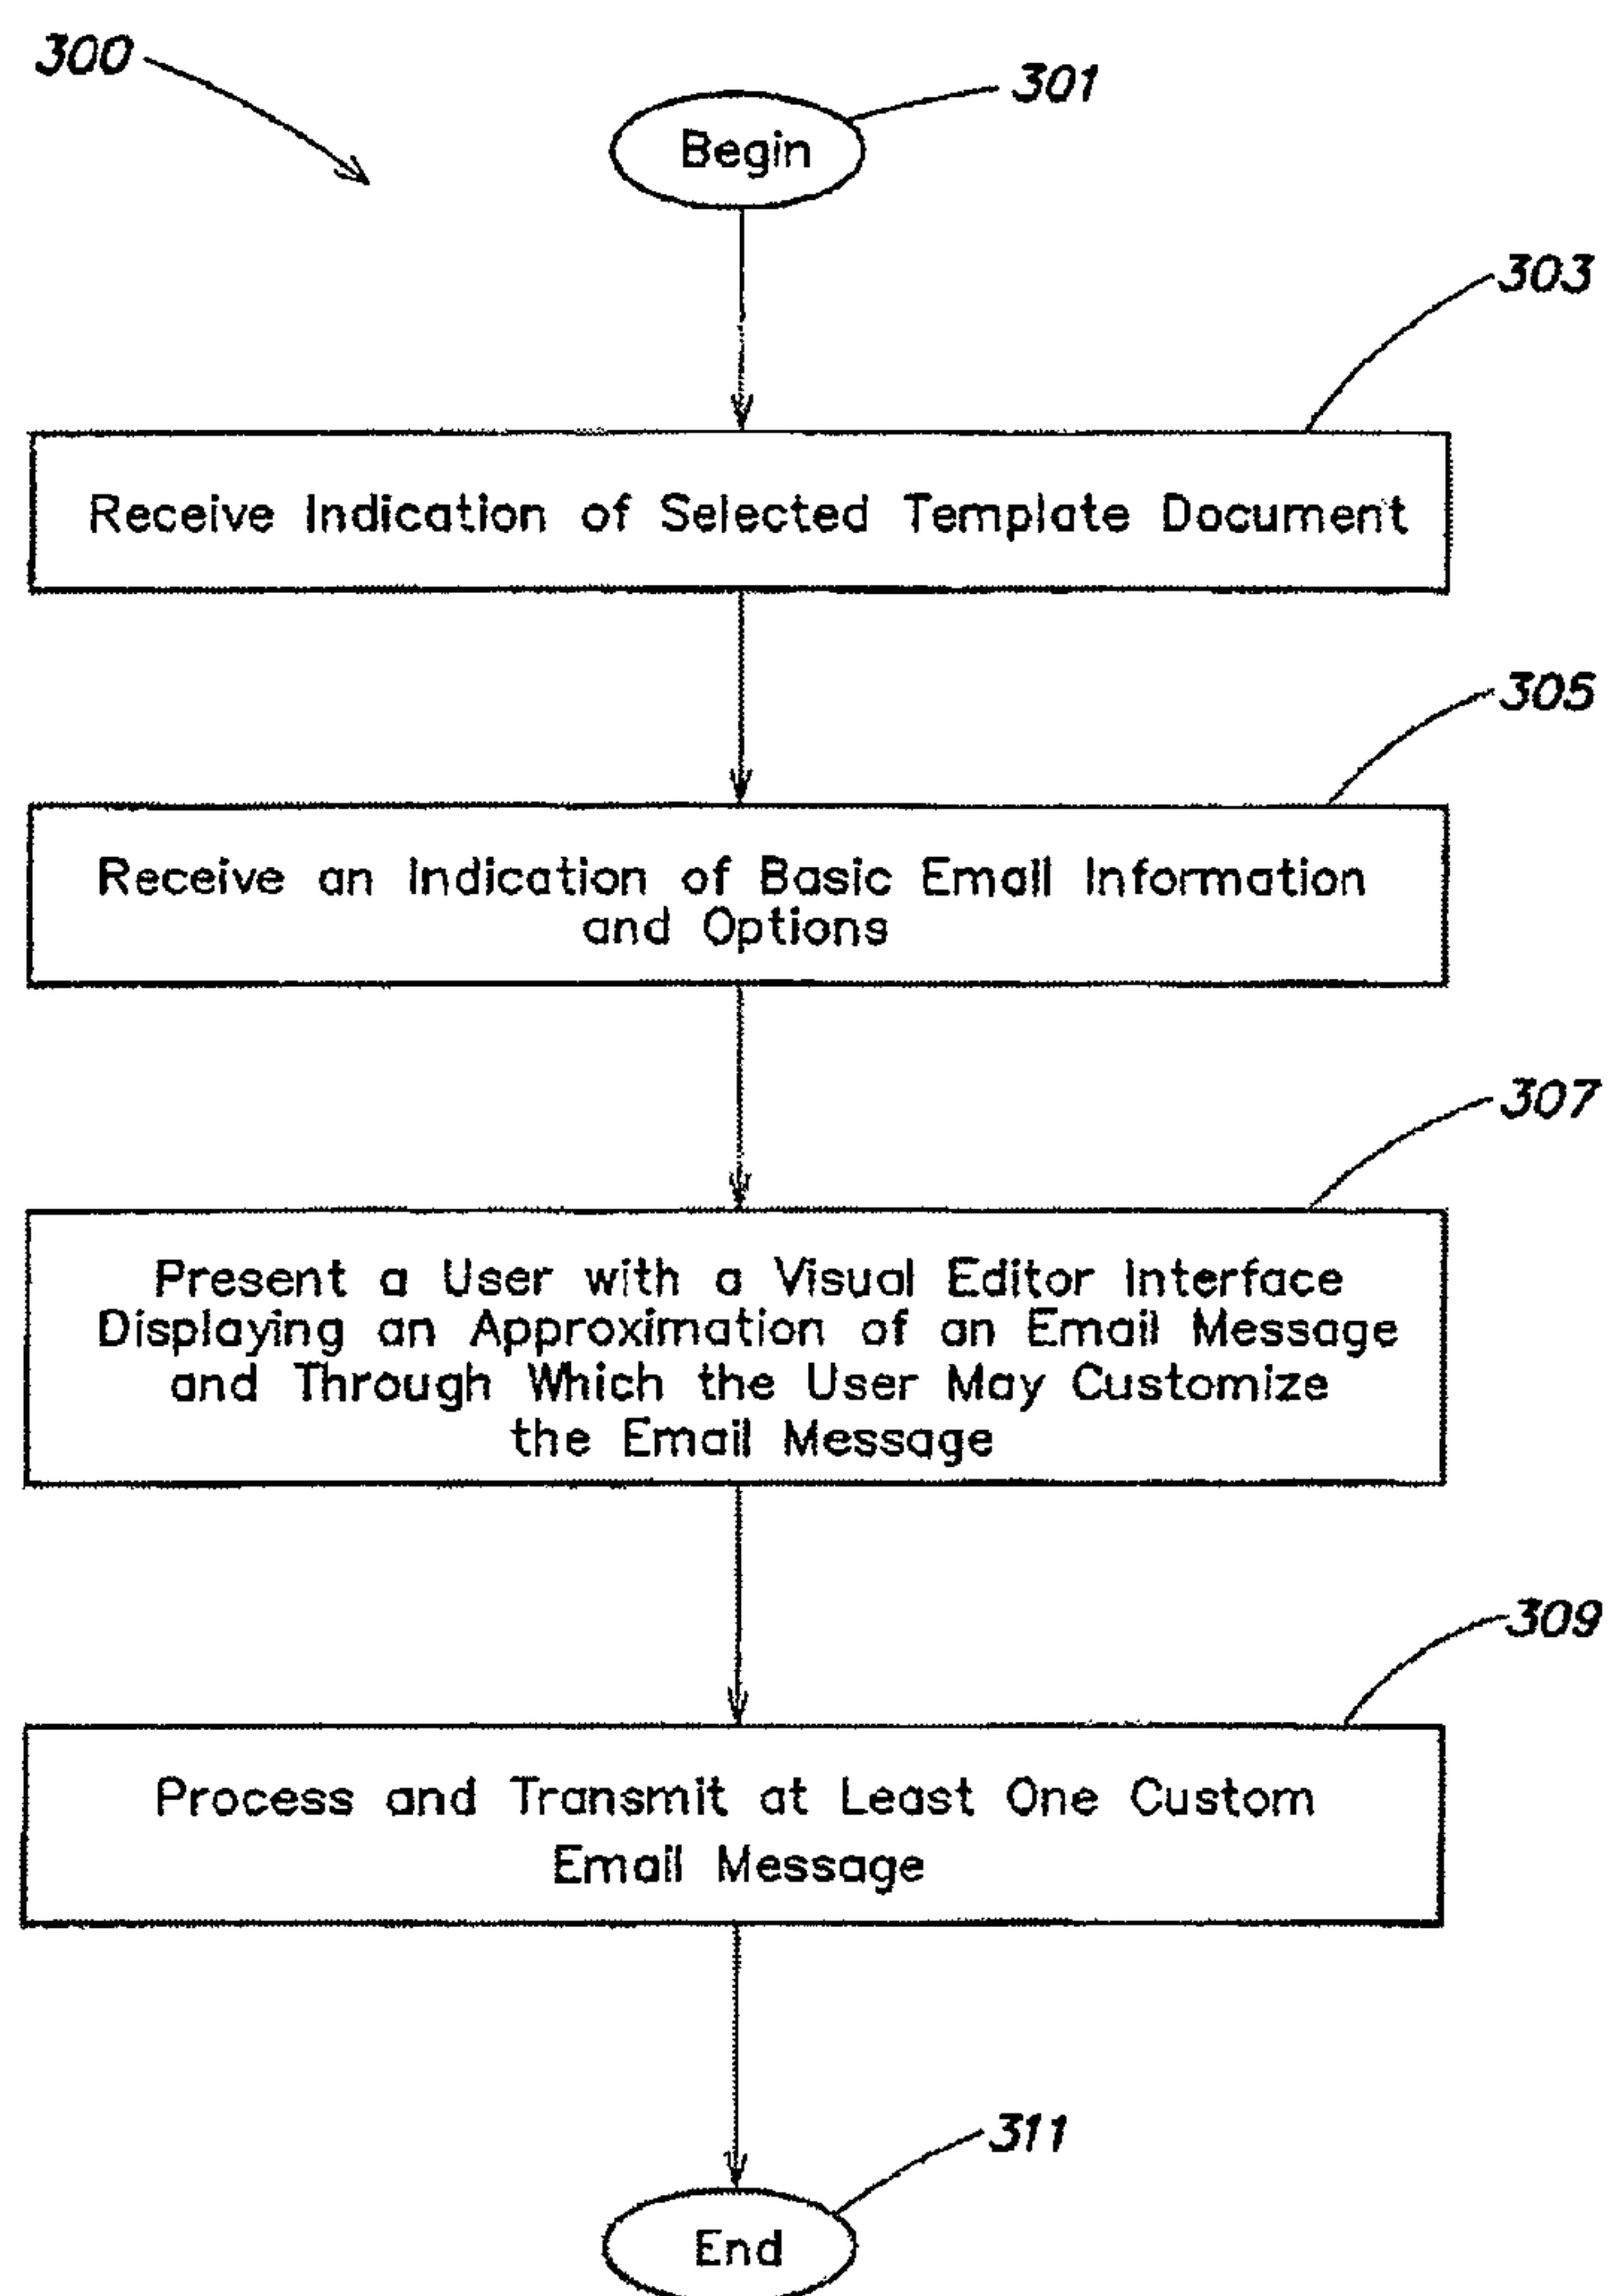 300
301
Begin
303
Receive Indication of Selected Template Document
305
Receive an Indication of Basic Email Information
and Options
307
Present a User with a Visual Editor Interface
Displaying an Approximation of an Email Message
and Through Which the User May Customize
the Email Message
309
Process and Transmit at Least One Custom
Email Message
311
End